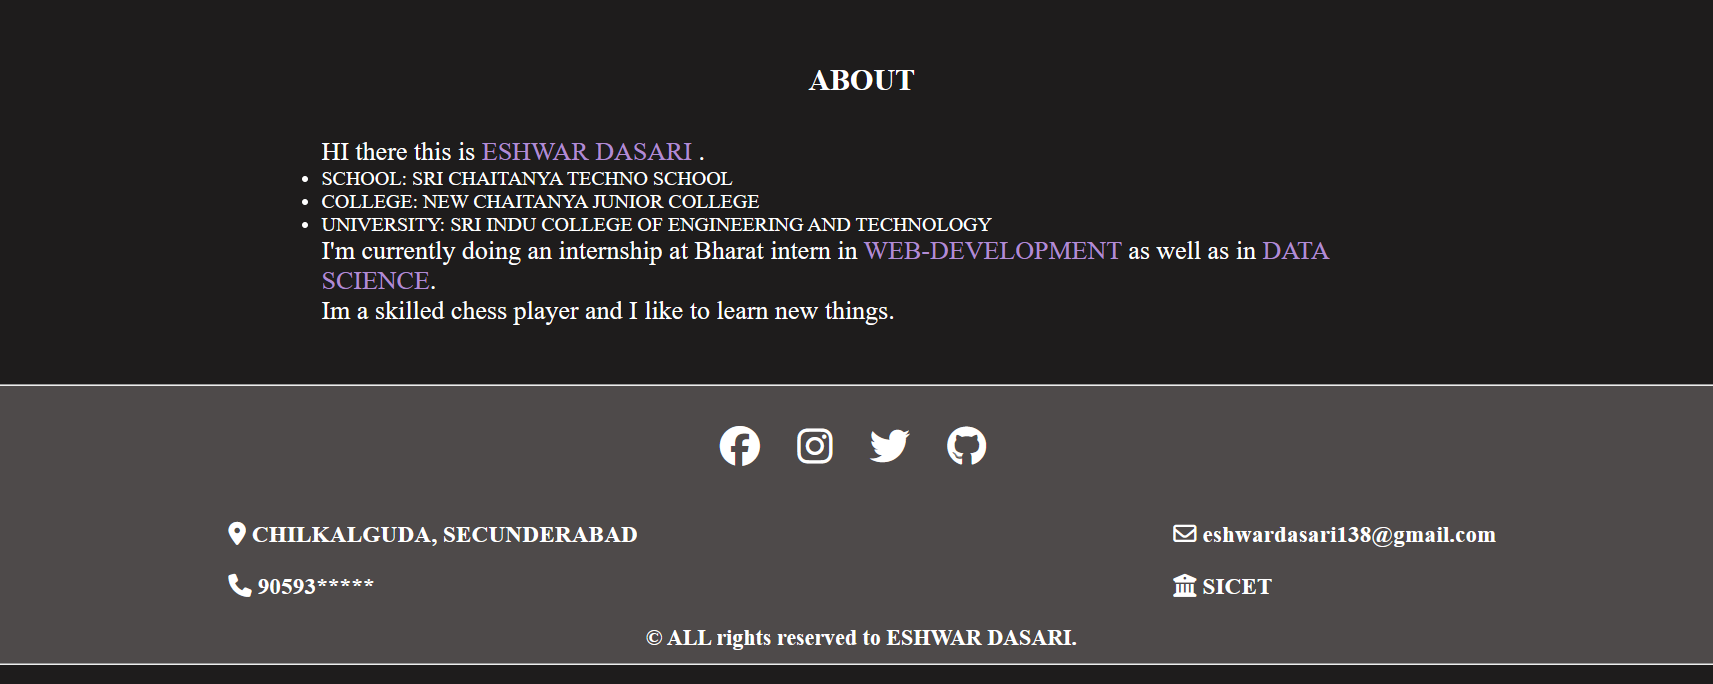 ABOUT
HI there this is ESHWAR DASARI .
• SCHOOL: SRI CHAITANYA TECHNO SCHOOL
• COLLEGE: NEW CHAITANYA JUNIOR COLLEGE
• UNIVERSITY: SRI INDU COLLEGE OF ENGINEERING AND TECHNOLOGY
I'm currently doing an internship at Bharat intern in WEB-DEVELOPMENT as well as in DATA
SCIENCE.
Im a skilled chess player and I like to learn new things.
CHILKALGUDA, SECUNDERABAD
eshwardasari138@gmail.com
90593*****
SICET
© ALL rights reserved to ESHWAR DASARI.